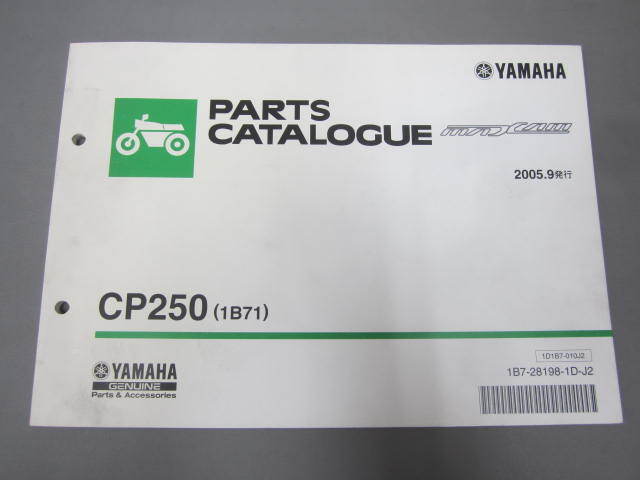 YAMAHA
PARTS
CATALOGUE
MAXAM
2005.9発行
CP250 (1B71)
YAMAHA
GENUINE
Parts & Accessories
1D1B7-010J2
1B7-28198-1D-J2